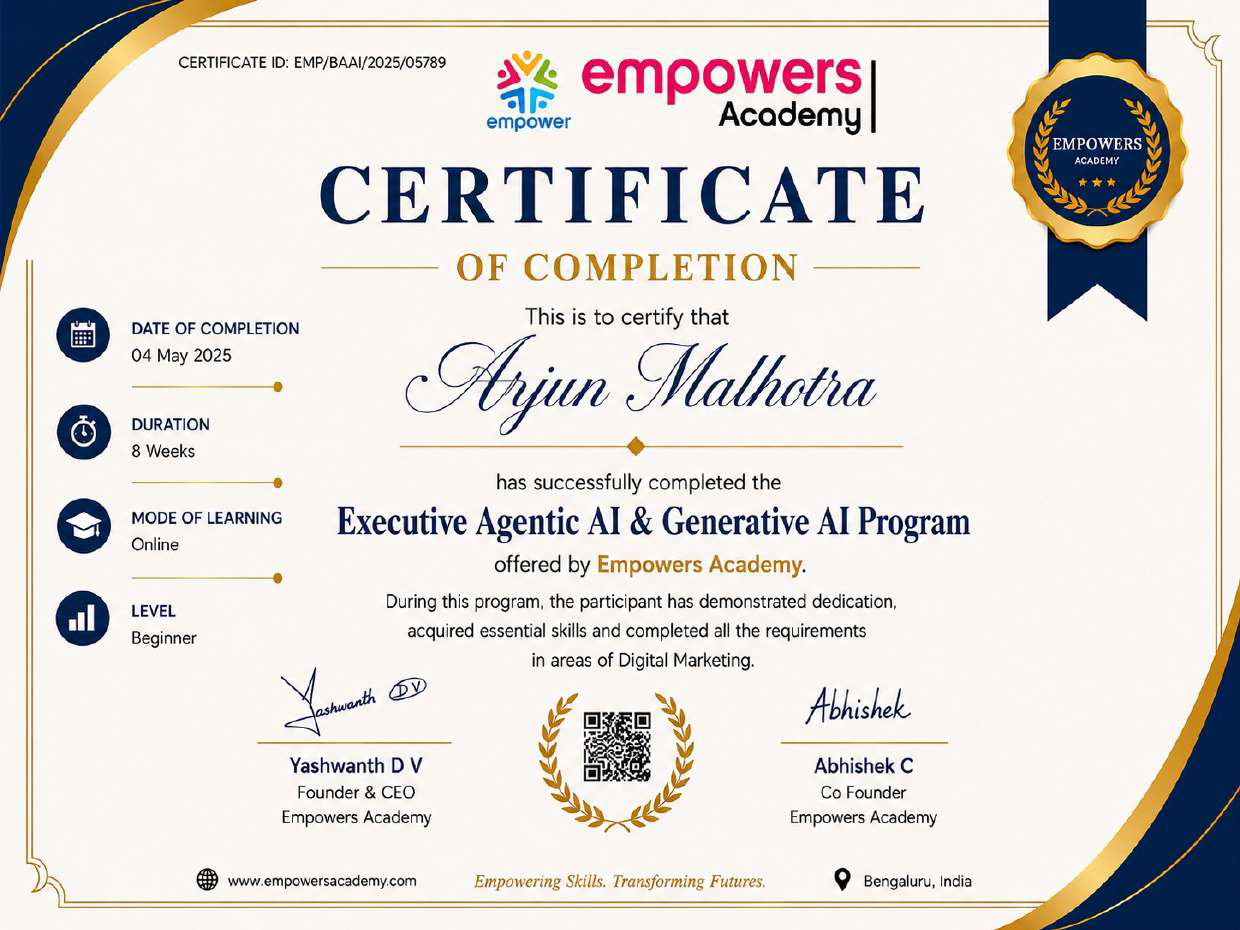 CERTIFICATE ID: EMP/BAAI/2025/05789
empower
empowers
Academy
EMPOWERS
ACADEMY
CERTIFICATE
OF COMPLETION
This is to certify that
Arjun Malhotra
has successfully completed the
Executive Agentic AI & Generative AI Program
offered by Empowers Academy.
During this program, the participant has demonstrated dedication,
acquired essential skills and completed all the requirements
in areas of Digital Marketing.
DATE OF COMPLETION
04 May 2025
DURATION
8 Weeks
MODE OF LEARNING
Online
LEVEL
Beginner
Yashwanth D V
Yashwanth D V
Founder & CEO
Empowers Academy
Abhishek
Abhishek C
Co Founder
Empowers Academy
www.empowersacademy.com
Empowering Skills. Transforming Futures.
Bengaluru, India